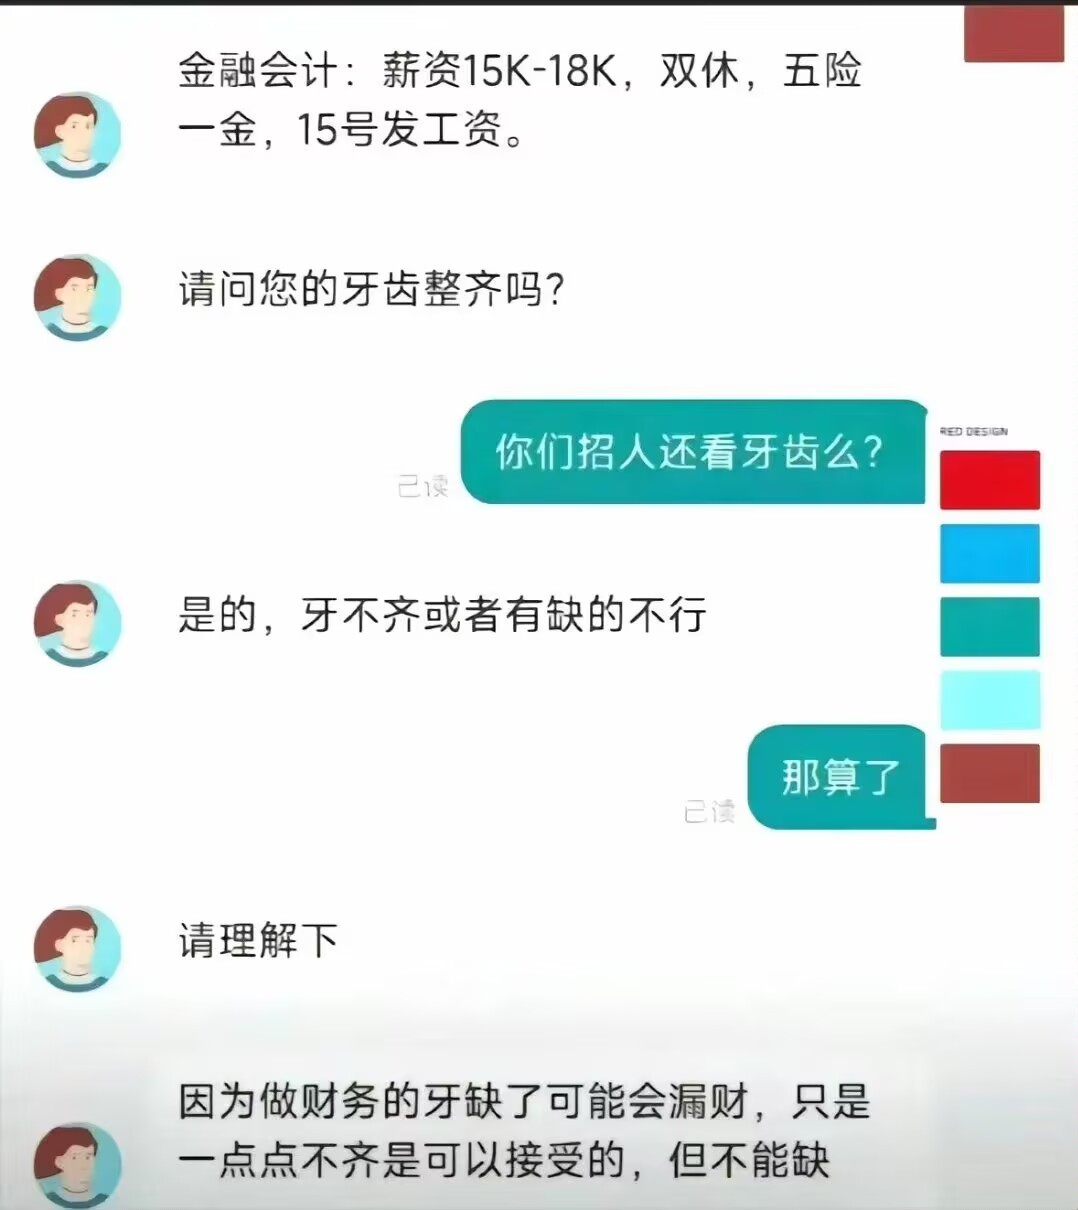 金融会计：薪资15K-18K，双休，五险
一金，15号发工资。
请问您的牙齿整齐吗？
你们招人还看牙齿么？
已读
RED DESIGN
是的，牙不齐或者有缺的不行
那算了
已读
请理解下
因为做财务的牙缺了可能会漏财，只是
一点点不齐是可以接受的，但不能缺